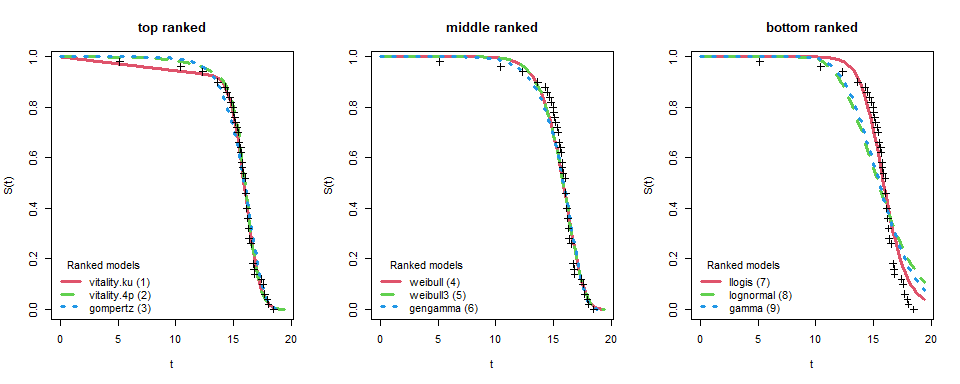 top ranked
S(t)
1.0
0.8
0.6
0.4
0.2
0.0
Ranked models
vitality.ku (1)
vitality.4p (2)
gompertz (3)
0 5 10 15 20
t
middle ranked
S(t)
1.0
0.8
0.6
0.4
0.2
0.0
Ranked models
weibull (4)
weibull3 (5)
gengamma (6)
0 5 10 15 20
t
bottom ranked
S(t)
1.0
0.8
0.6
0.4
0.2
0.0
Ranked models
llogis (7)
lognormal (8)
gamma (9)
0 5 10 15 20
t